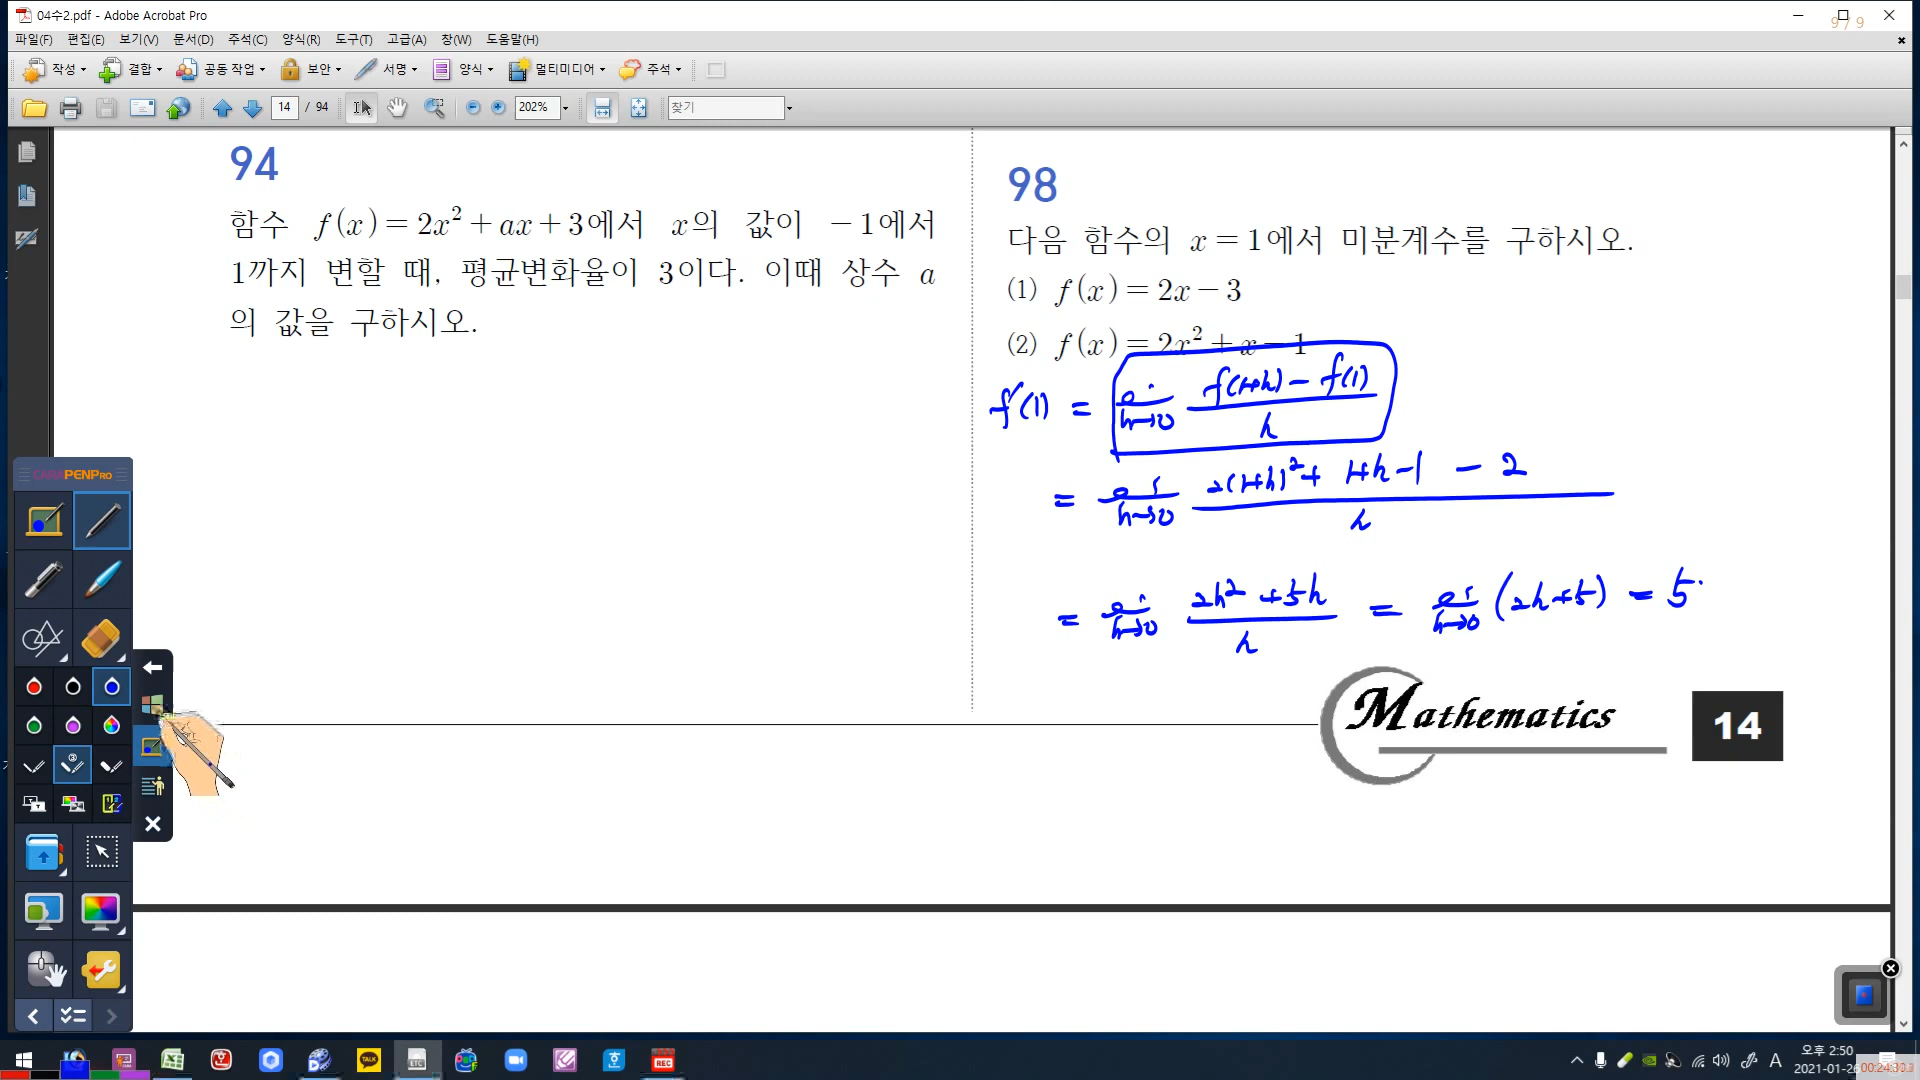 04수2.pdf - Adobe Acrobat Pro
9 / 9
파일(F) 편집(E) 보기(V) 문서(D) 주석(C) 양식(R) 도구(T) 고급(A) 창(W) 도움말(H)
작성 결합 공동 작업 보안 서명 양식 멀티미디어 주석
14 / 94 202% 찾기
94
함수 f(x) = 2x² + ax + 3에서 x의 값이 −1에서
1까지 변할 때, 평균변화율이 3이다. 이때 상수 a
의 값을 구하시오.
98
다음 함수의 x = 1에서 미분계수를 구하시오.
(1) f(x) = 2x − 3
(2) f(x) = 2x² + x − 1
f'(1) = lim h→0 (f(1+h) − f(1)) / h
= lim h→0 (2(1+h)² + 1+h−1 − 2) / h
= lim h→0 (2h² + 5h) / h = lim h→0 (2h+5) = 5.
Mathematics
14
CARAPENPRO
TALK
LTC
REC
A
오후 2:50
2021-01-26